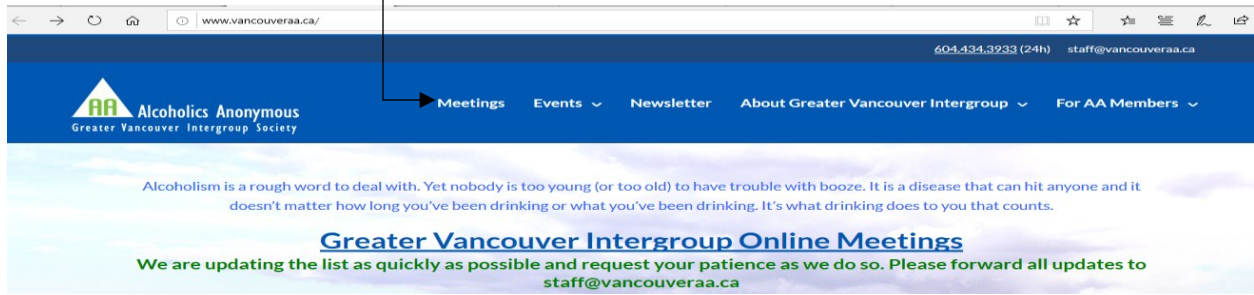 www.vancouveraa.ca/
604.434.3933 (24h) staff@vancouveraa.ca
AA Alcoholics Anonymous
Greater Vancouver Intergroup Society
Meetings Events Newsletter About Greater Vancouver Intergroup For AA Members
Alcoholism is a rough word to deal with. Yet nobody is too young (or too old) to have trouble with booze. It is a disease that can hit anyone and it
doesn't matter how long you've been drinking or what you've been drinking. It's what drinking does to you that counts.
Greater Vancouver Intergroup Online Meetings
We are updating the list as quickly as possible and request your patience as we do so. Please forward all updates to
staff@vancouveraa.ca